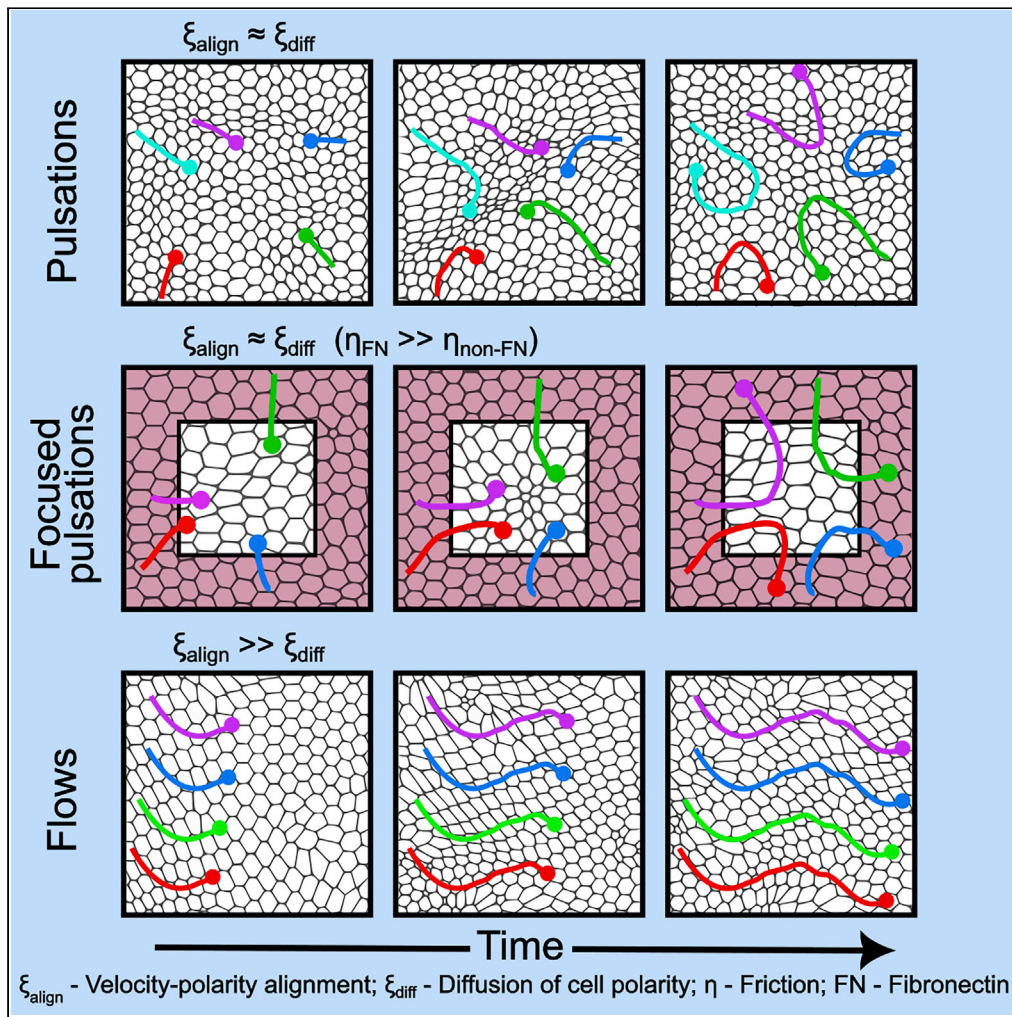 ξalign ≈ ξdiff
Pulsations
ξalign ≈ ξdiff (ηFN >> ηnon-FN)
Focused
pulsations
ξalign >> ξdiff
Flows
Time
ξalign - Velocity-polarity alignment; ξdiff - Diffusion of cell polarity; η - Friction; FN - Fibronectin